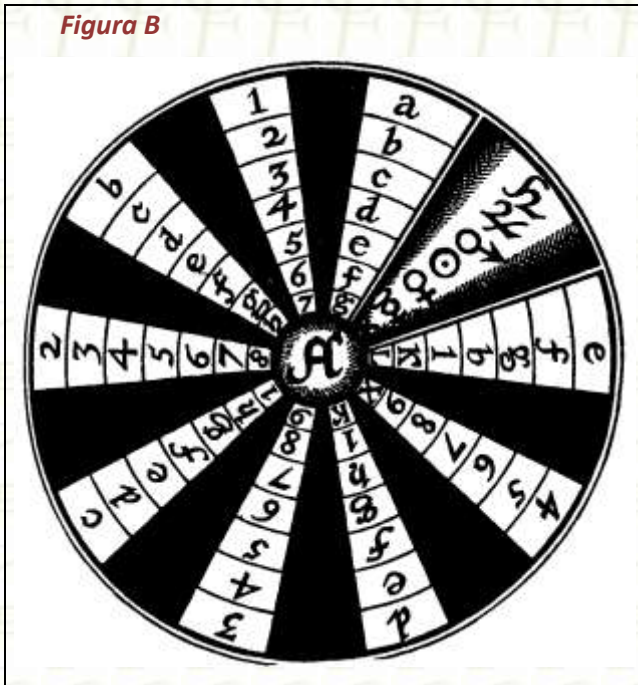 Figura B
1 2 3 4 5 6 7
a b c d e f g
♄ ♃ ♂ ☉ ♀ ☿
e f g h i K L
4 5 6 7 8 9 X
d e f g h i K
3 4 5 6 7 8 9
c d e f g h i
2 3 4 5 6 7 8
b c d e f g h
A